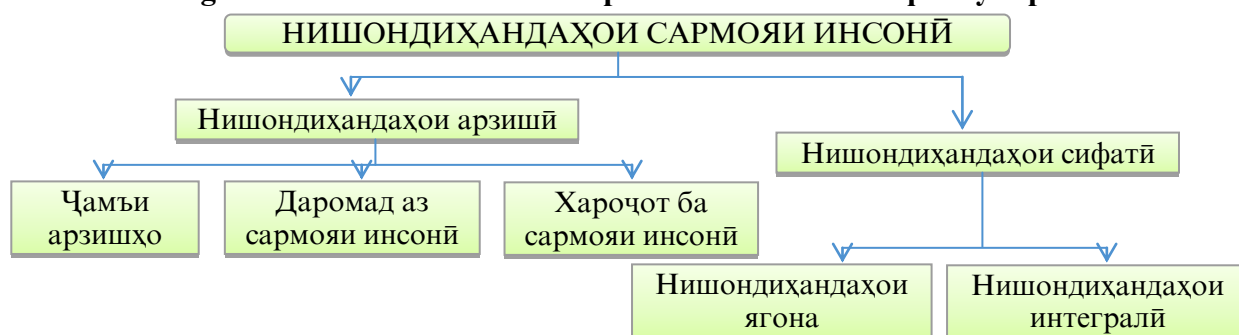 НИШОНДИҲАНДАҲОИ САРМОЯИ ИНСОНӢ
Нишондиҳандаҳои арзишӣ
Нишондиҳандаҳои сифатӣ
Ҷамъи
арзишҳо
Даромад аз
сармояи инсонӣ
Хароҷот ба
сармояи инсонӣ
Нишондиҳандаҳои
ягона
Нишондиҳандаҳои
интегралӣ